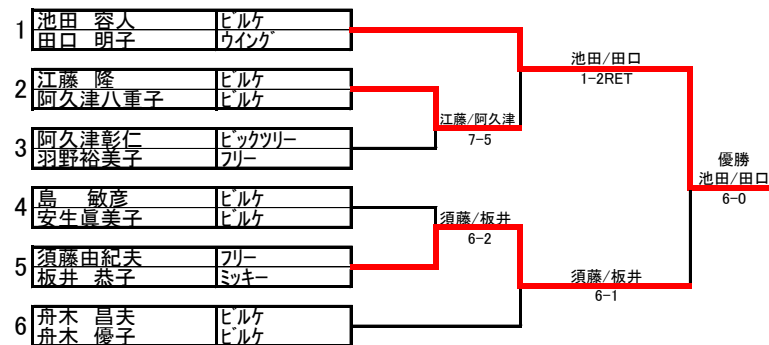 1
池田 容人 ビルケ
田口 明子 ウイング
2
江藤 隆 ビルケ
阿久津八重子 ビルケ
3
阿久津彰仁 ビックツリー
羽野裕美子 フリー
4
島 敏彦 ビルケ
安生眞美子 ビルケ
5
須藤由紀夫 フリー
板井 恭子 ミッキー
6
舟木 昌夫 ビルケ
舟木 優子 ビルケ
江藤/阿久津
7-5
須藤/板井
6-2
池田/田口
1-2RET
須藤/板井
6-1
優勝
池田/田口
6-0